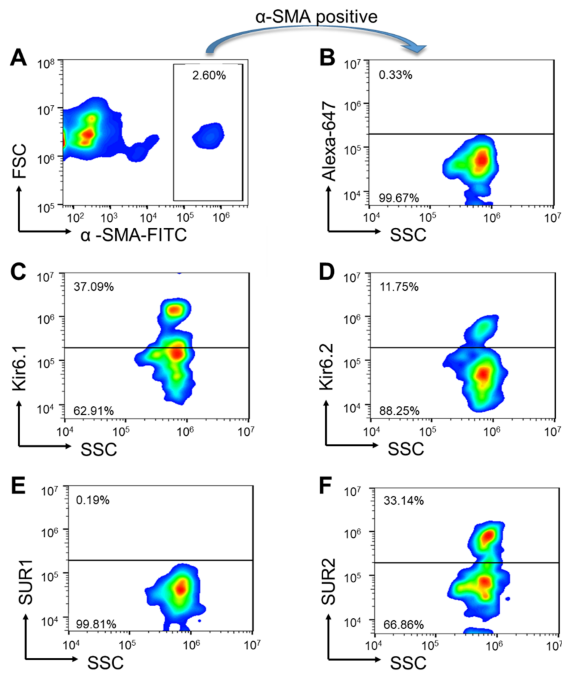 α-SMA positive
A
B
10⁸
10⁷
10⁶
10⁵
FSC
2.60%
10² 10³ 10⁴ 10⁵ 10⁶
α -SMA-FITC
10⁷
10⁶
10⁵
10⁴
Alexa-647
0.33%
99.67%
10⁴ 10⁵ 10⁶ 10⁷
SSC
C
D
10⁷
10⁶
10⁵
10⁴
Kir6.1
37.09%
62.91%
10⁴ 10⁵ 10⁶ 10⁷
SSC
10⁷
10⁶
10⁵
10⁴
Kir6.2
11.75%
88.25%
10⁴ 10⁵ 10⁶ 10⁷
SSC
E
F
10⁷
10⁶
10⁵
10⁴
SUR1
0.19%
99.81%
10⁴ 10⁵ 10⁶ 10⁷
SSC
10⁷
10⁶
10⁵
10⁴
SUR2
33.14%
66.86%
10⁴ 10⁵ 10⁶ 10⁷
SSC